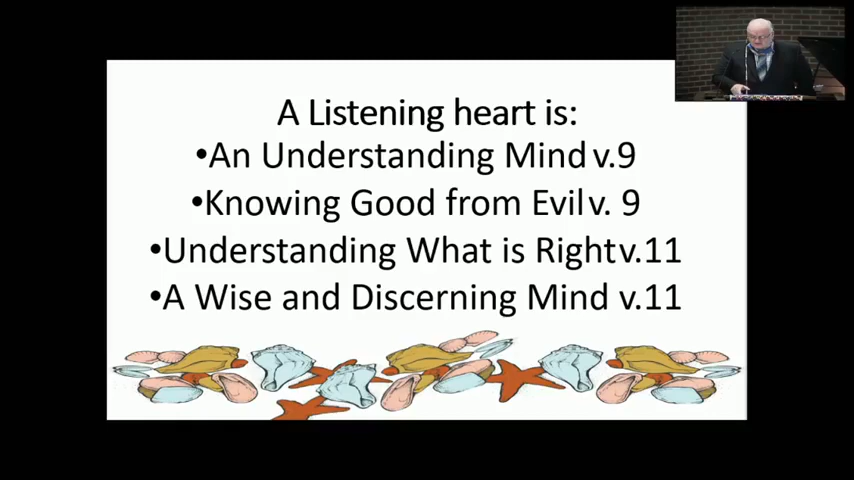 A Listening heart is:
•An Understanding Mind v.9
•Knowing Good from Evil v. 9
•Understanding What is Right v.11
•A Wise and Discerning Mind v.11